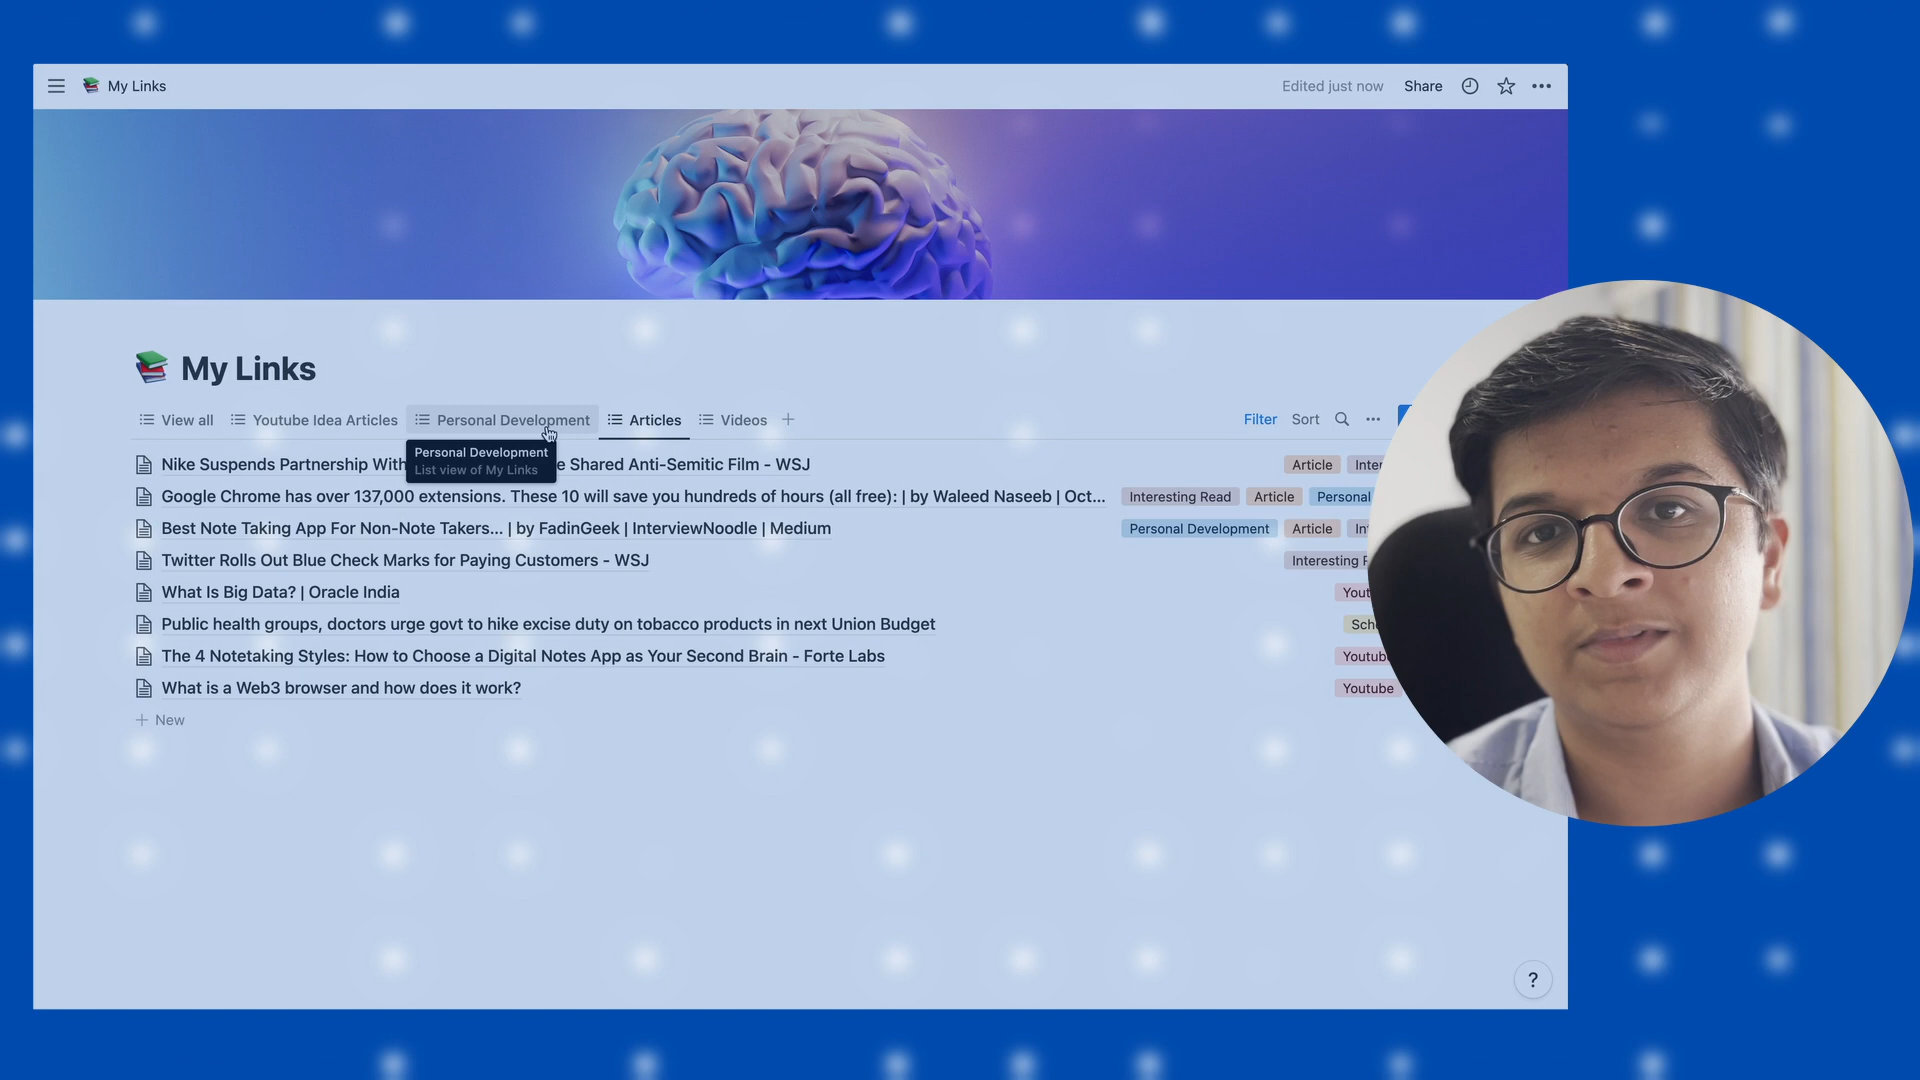 My Links
Edited just now Share
My Links
View all Youtube Idea Articles Personal Development Articles Videos
Filter Sort
Personal Development
List view of My Links
Nike Suspends Partnership With e Shared Anti-Semitic Film - WSJ Article
Google Chrome has over 137,000 extensions. These 10 will save you hundreds of hours (all free): | by Waleed Naseeb | Oct... Interesting Read Article Personal
Best Note Taking App For Non-Note Takers... | by FadinGeek | InterviewNoodle | Medium Personal Development Article
Twitter Rolls Out Blue Check Marks for Paying Customers - WSJ Interesting
What Is Big Data? | Oracle India
Public health groups, doctors urge govt to hike excise duty on tobacco products in next Union Budget
The 4 Notetaking Styles: How to Choose a Digital Notes App as Your Second Brain - Forte Labs
What is a Web3 browser and how does it work? Youtube
+ New
?